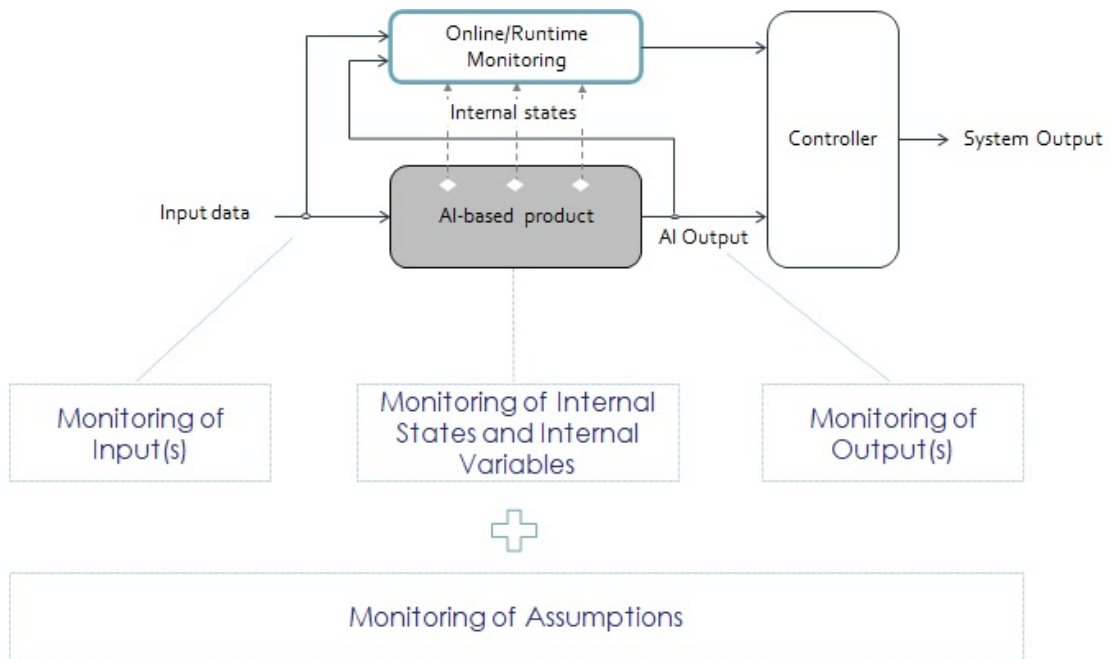 Online/Runtime
Monitoring
Internal states
Controller
System Output
Input data
AI-based product
AI Output
Monitoring of
Input(s)
Monitoring of Internal
States and Internal
Variables
Monitoring of
Output(s)
Monitoring of Assumptions